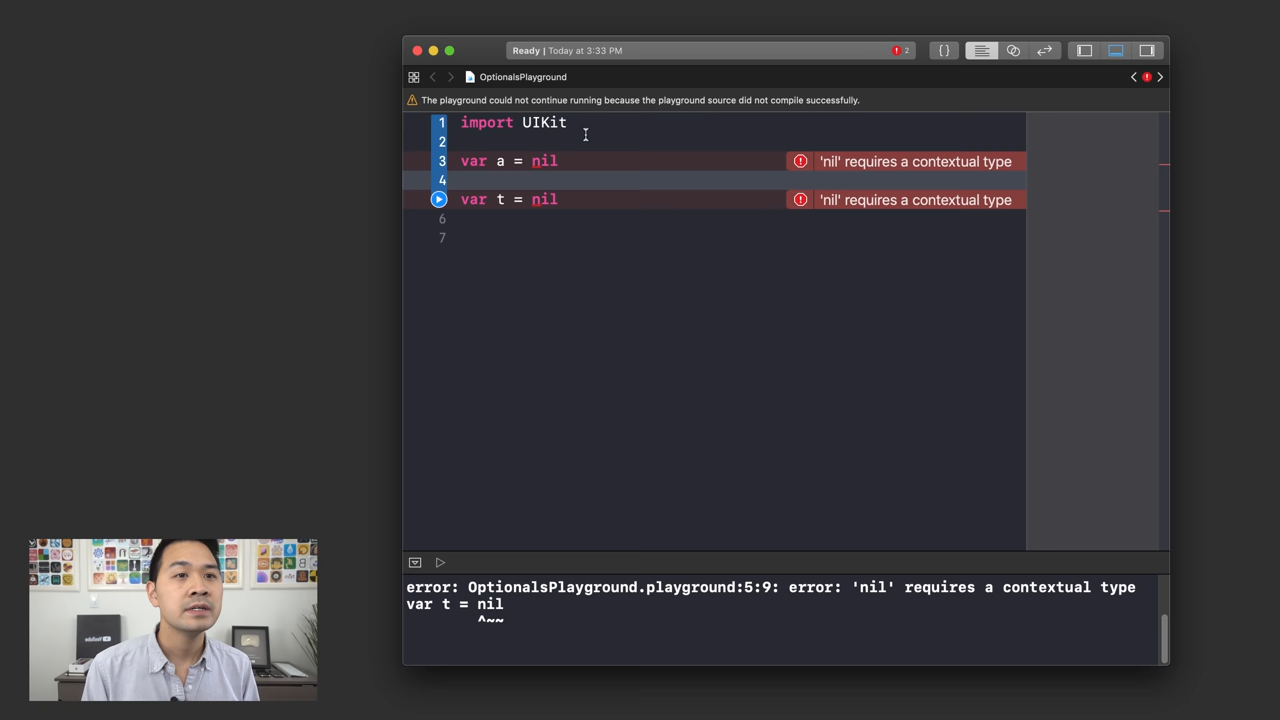 Ready | Today at 3:33 PM
2
{}
OptionalsPlayground
The playground could not continue running because the playground source did not compile successfully.
1 import UIKit
2
3 var a = nil
'nil' requires a contextual type
4
var t = nil
'nil' requires a contextual type
6
7
error: OptionalsPlayground.playground:5:9: error: 'nil' requires a contextual type
var t = nil
^~~
YouTube